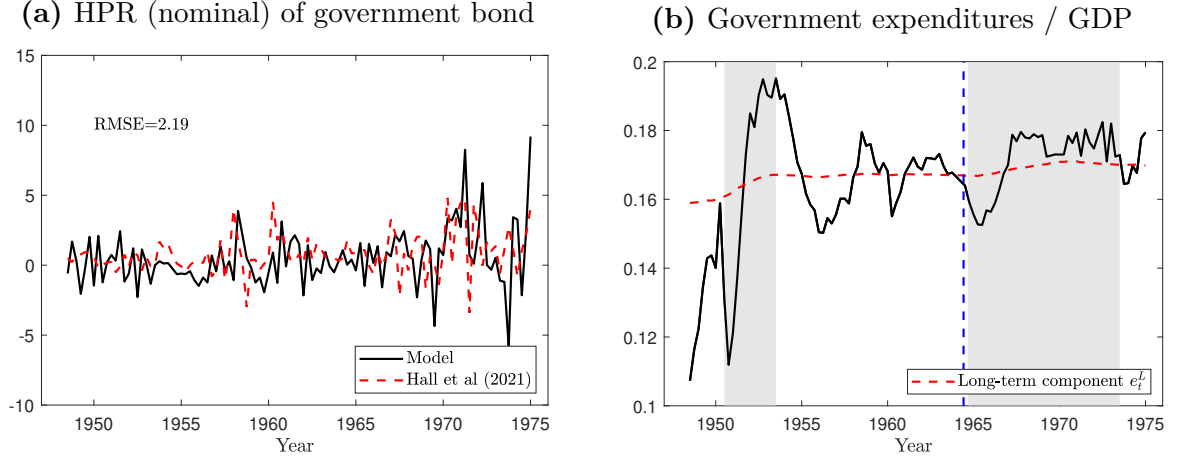 (a) HPR (nominal) of government bond
15
10
5
0
-5
-10
RMSE=2.19
Model
Hall et al (2021)
1950 1955 1960 1965 1970 1975
Year
(b) Government expenditures / GDP
0.2
0.18
0.16
0.14
0.12
0.1
Long-term component e_t^L
1950 1955 1960 1965 1970 1975
Year